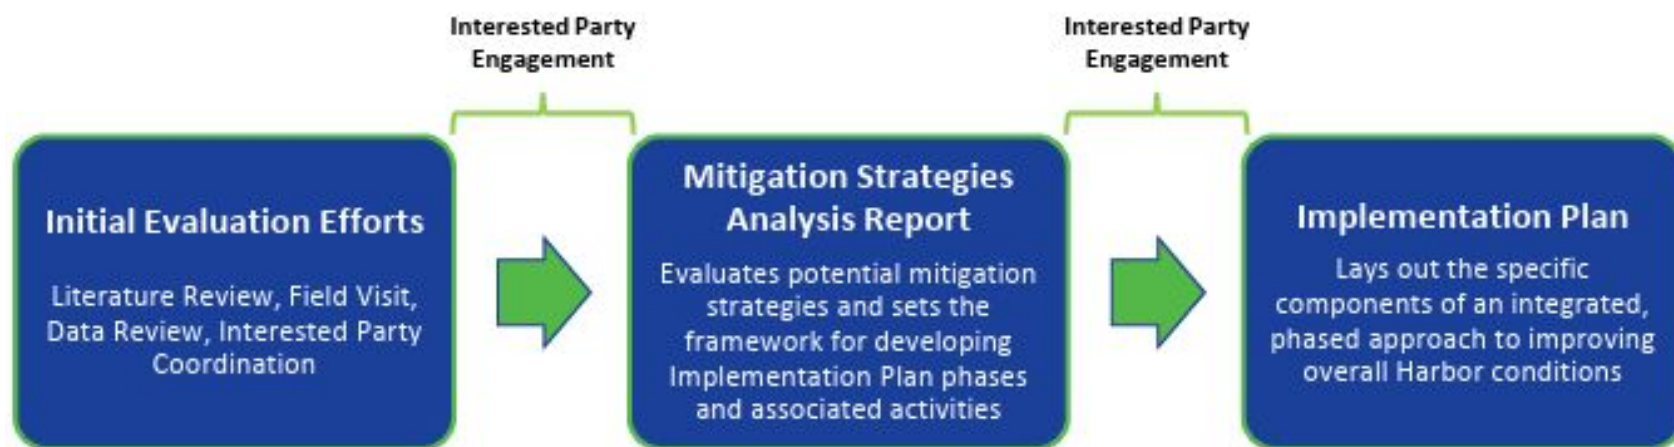 Interested Party
Engagement
Interested Party
Engagement
Initial Evaluation Efforts
Literature Review, Field Visit,
Data Review, Interested Party
Coordination
Mitigation Strategies
Analysis Report
Evaluates potential mitigation
strategies and sets the
framework for developing
Implementation Plan phases
and associated activities
Implementation Plan
Lays out the specific
components of an integrated,
phased approach to improving
overall Harbor conditions